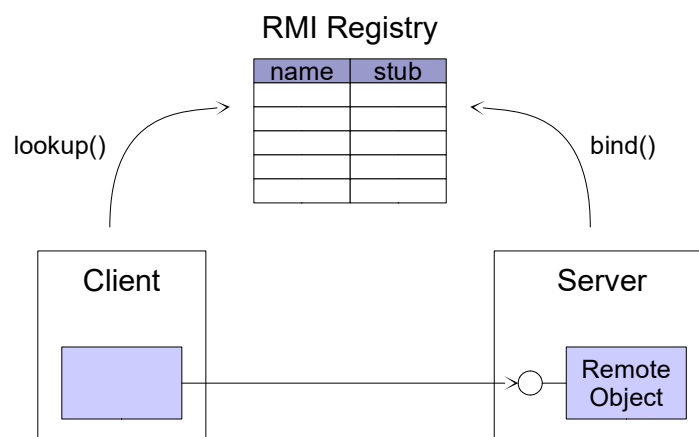 RMI Registry
name stub
lookup()
bind()
Client
Server
Remote
Object